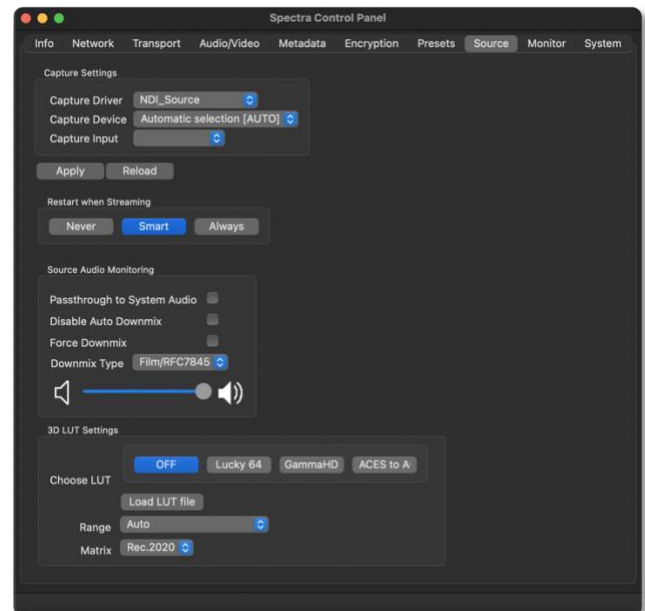 Spectra Control Panel
Info Network Transport Audio/Video Metadata Encryption Presets Source Monitor System
Capture Settings
Capture Driver NDI_Source
Capture Device Automatic selection [AUTO]
Capture Input
Apply Reload
Restart when Streaming
Never Smart Always
Source Audio Monitoring
Passthrough to System Audio
Disable Auto Downmix
Force Downmix
Downmix Type Film/RFC7845
3D LUT Settings
OFF Lucky 64 GammaHD ACES to A
Choose LUT
Load LUT file
Range Auto
Matrix Rec.2020